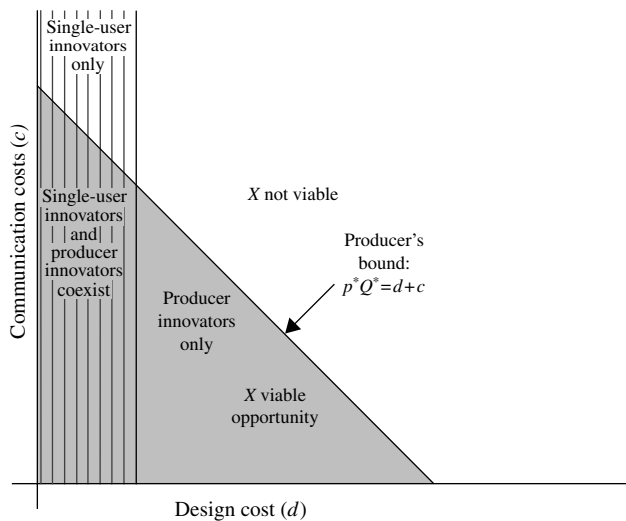 Single-user
innovators
only
Communication costs (c)
Single-user
innovators
and
producer
innovators
coexist
X not viable
Producer's
bound:
p*Q*=d+c
Producer
innovators
only
X viable
opportunity
Design cost (d)